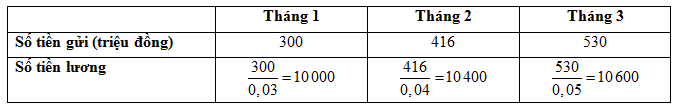 Tháng 1 Tháng 2 Tháng 3
Số tiền gửi (triệu đồng) 300 416 530
Số tiền lương 300/0,03 = 10 000 416/0,04 = 10 400 530/0,05 = 10 600